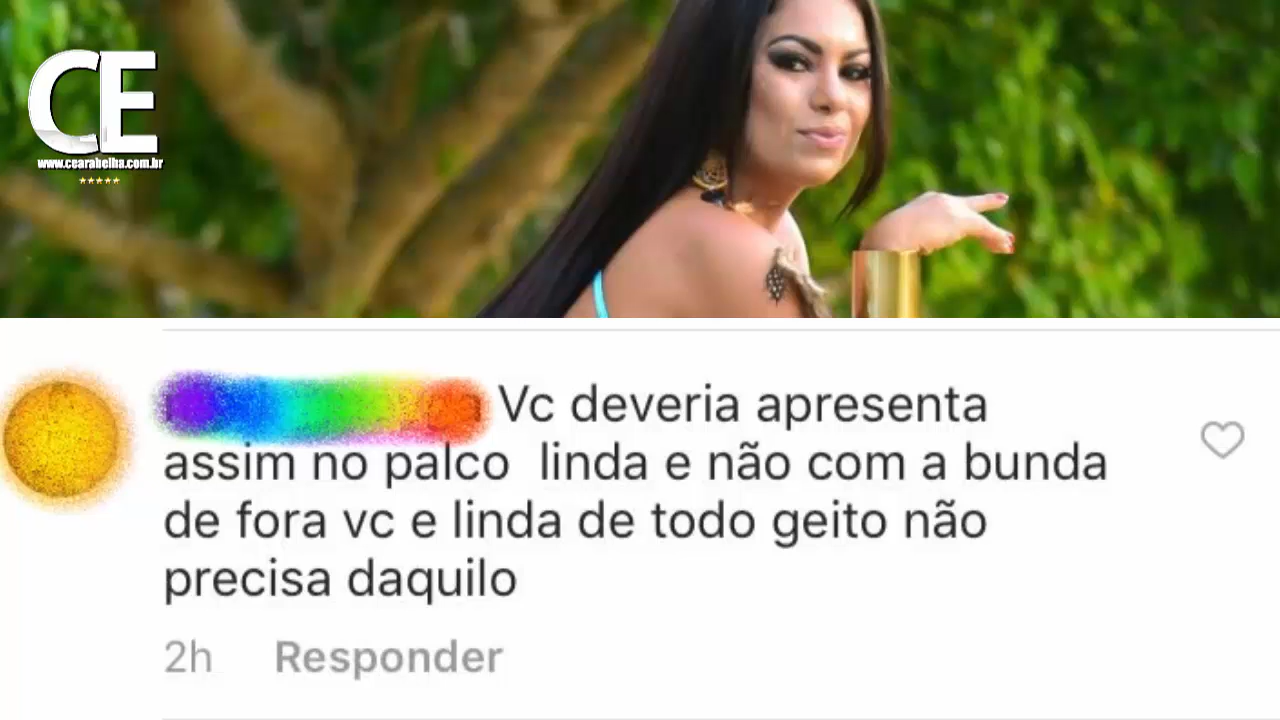 CE
www.cearabelha.com.br
Vc deveria apresenta
assim no palco linda e não com a bunda
de fora vc e linda de todo geito não
precisa daquilo
2h Responder